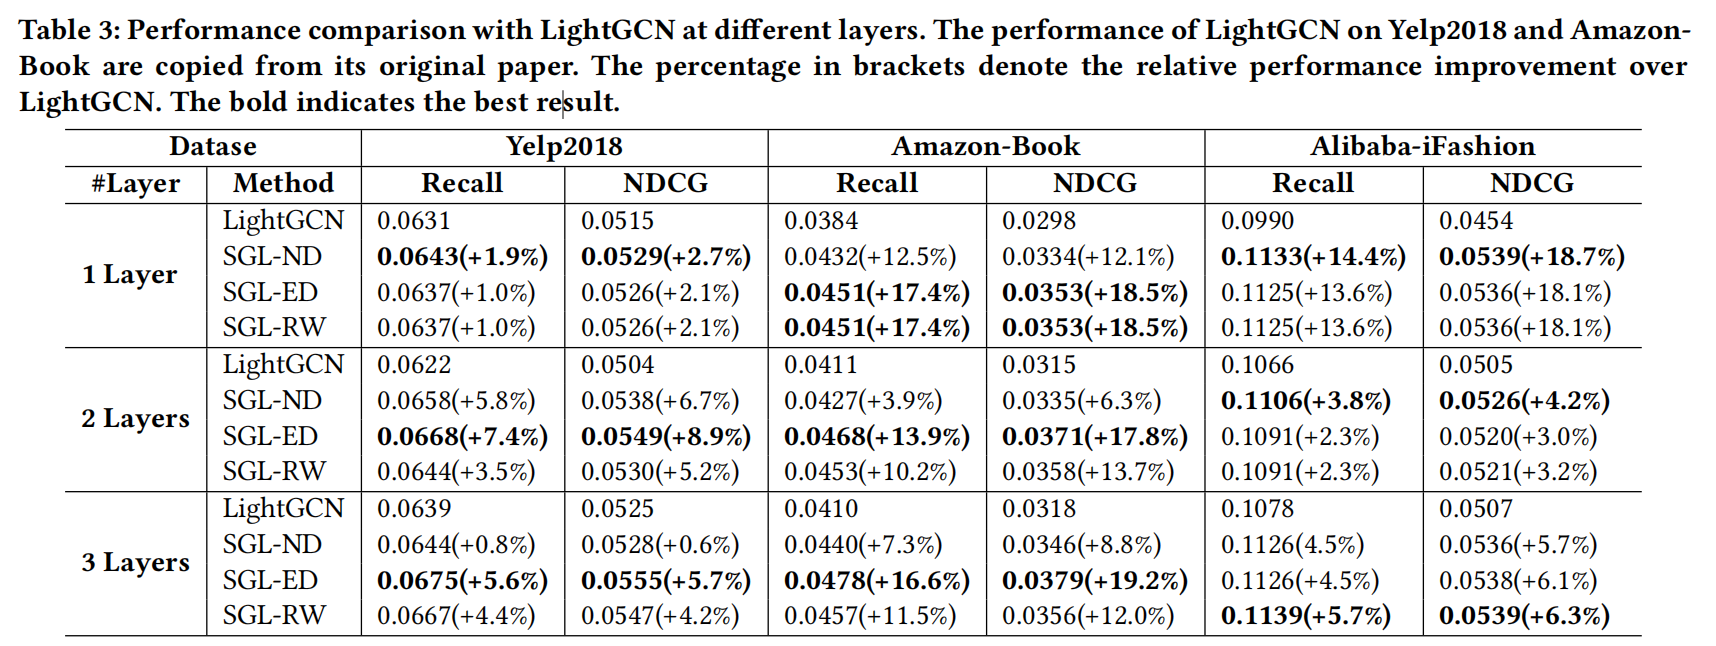 Table 3: Performance comparison with LightGCN at different layers. The performance of LightGCN on Yelp2018 and Amazon-
Book are copied from its original paper. The percentage in brackets denote the relative performance improvement over
LightGCN. The bold indicates the best result.
Datase Yelp2018 Amazon-Book Alibaba-iFashion
#Layer Method Recall NDCG Recall NDCG Recall NDCG
LightGCN 0.0631 0.0515 0.0384 0.0298 0.0990 0.0454
SGL-ND 0.0643(+1.9%) 0.0529(+2.7%) 0.0432(+12.5%) 0.0334(+12.1%) 0.1133(+14.4%) 0.0539(+18.7%)
1 Layer
SGL-ED 0.0637(+1.0%) 0.0526(+2.1%) 0.0451(+17.4%) 0.0353(+18.5%) 0.1125(+13.6%) 0.0536(+18.1%)
SGL-RW 0.0637(+1.0%) 0.0526(+2.1%) 0.0451(+17.4%) 0.0353(+18.5%) 0.1125(+13.6%) 0.0536(+18.1%)
LightGCN 0.0622 0.0504 0.0411 0.0315 0.1066 0.0505
SGL-ND 0.0658(+5.8%) 0.0538(+6.7%) 0.0427(+3.9%) 0.0335(+6.3%) 0.1106(+3.8%) 0.0526(+4.2%)
2 Layers
SGL-ED 0.0668(+7.4%) 0.0549(+8.9%) 0.0468(+13.9%) 0.0371(+17.8%) 0.1091(+2.3%) 0.0520(+3.0%)
SGL-RW 0.0644(+3.5%) 0.0530(+5.2%) 0.0453(+10.2%) 0.0358(+13.7%) 0.1091(+2.3%) 0.0521(+3.2%)
LightGCN 0.0639 0.0525 0.0410 0.0318 0.1078 0.0507
SGL-ND 0.0644(+0.8%) 0.0528(+0.6%) 0.0440(+7.3%) 0.0346(+8.8%) 0.1126(4.5%) 0.0536(+5.7%)
3 Layers
SGL-ED 0.0675(+5.6%) 0.0555(+5.7%) 0.0478(+16.6%) 0.0379(+19.2%) 0.1126(+4.5%) 0.0538(+6.1%)
SGL-RW 0.0667(+4.4%) 0.0547(+4.2%) 0.0457(+11.5%) 0.0356(+12.0%) 0.1139(+5.7%) 0.0539(+6.3%)